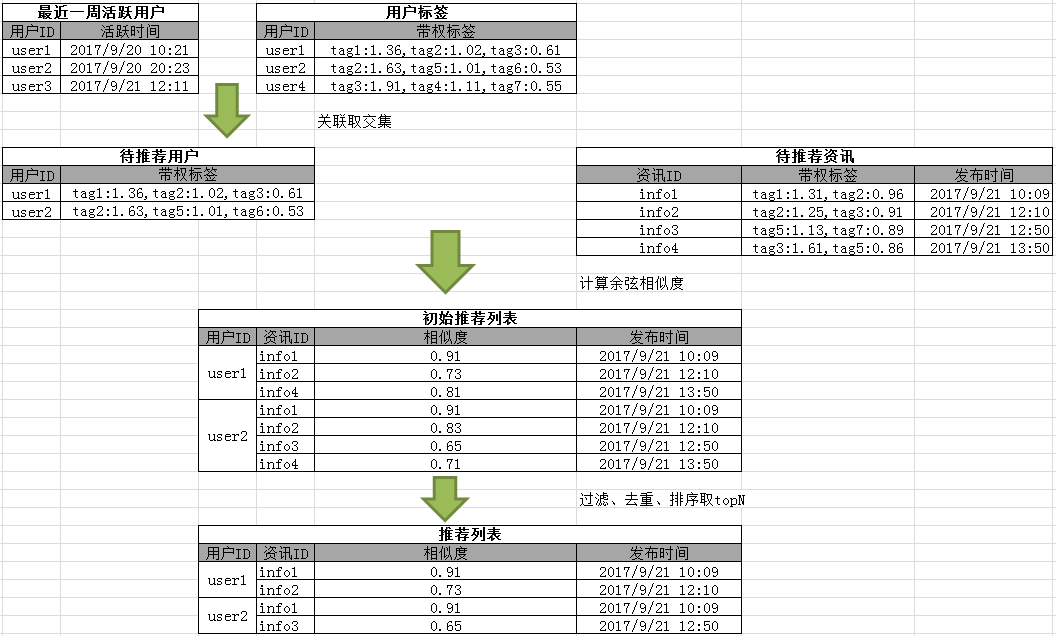 最近一周活跃用户 用户标签
用户ID 活跃时间 用户ID 带权标签
user1 2017/9/20 10:21 user1 tag1:1.36,tag2:1.02,tag3:0.61
user2 2017/9/20 20:23 user2 tag2:1.63,tag5:1.01,tag6:0.53
user3 2017/9/21 12:11 user4 tag3:1.91,tag4:1.11,tag7:0.55
关联取交集
待推荐用户 待推荐资讯
用户ID 带权标签 资讯ID 带权标签 发布时间
user1 tag1:1.36,tag2:1.02,tag3:0.61 info1 tag1:1.31,tag2:0.96 2017/9/21 10:09
user2 tag2:1.63,tag5:1.01,tag6:0.53 info2 tag2:1.25,tag3:0.91 2017/9/21 12:10
info3 tag5:1.13,tag7:0.89 2017/9/21 12:50
info4 tag3:1.61,tag5:0.86 2017/9/21 13:50
计算余弦相似度
初始推荐列表
用户ID 资讯ID 相似度 发布时间
info1 0.91 2017/9/21 10:09
user1 info2 0.73 2017/9/21 12:10
info4 0.81 2017/9/21 13:50
info1 0.91 2017/9/21 10:09
user2 info2 0.83 2017/9/21 12:10
info3 0.65 2017/9/21 12:50
info4 0.71 2017/9/21 13:50
过滤、去重、排序取topN
推荐列表
用户ID 资讯ID 相似度 发布时间
user1 info1 0.91 2017/9/21 10:09
info2 0.73 2017/9/21 12:10
user2 info1 0.91 2017/9/21 10:09
info3 0.65 2017/9/21 12:50